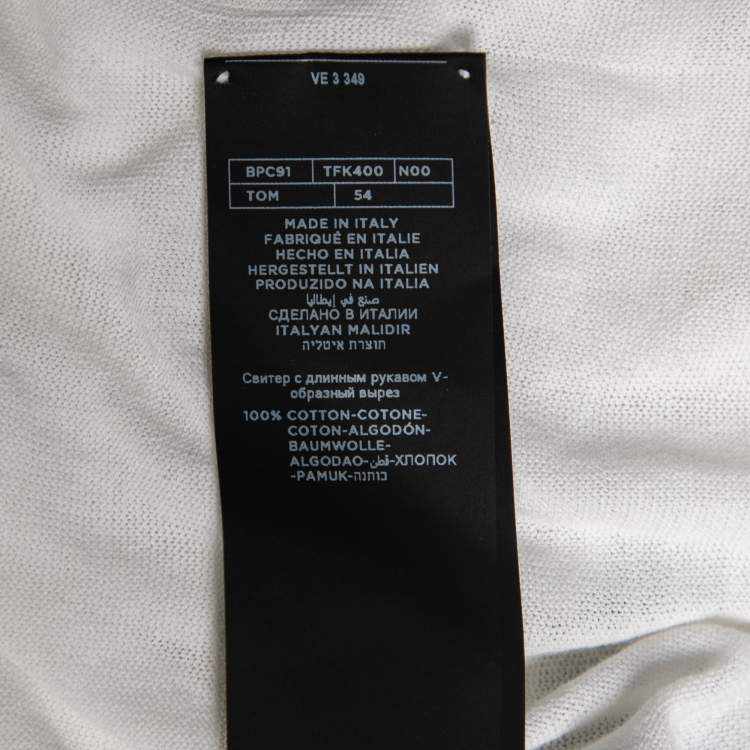 VE 3 349
BPC91 TFK400 N00
TOM 54
MADE IN ITALY
FABRIQUÉ EN ITALIE
HECHO EN ITALIA
HERGESTELLT IN ITALIEN
PRODUZIDO NA ITALIA
صنع في إيطاليا
СДЕЛАНО В ИТАЛИИ
ITALYAN MALIDIR
תוצרת איטליה
Свитер с длинным рукавом V-
образный вырез
100% COTTON-COTONE-
COTON-ALGODÓN-
BAUMWOLLE-
ALGODAO-قطن-ХЛОПОК
-PAMUK-כותנה